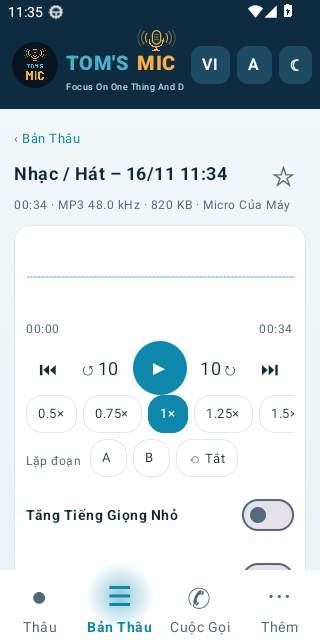 11:35
TOM'S MIC
TOM'S MIC
Focus On One Thing And D
VI
A
‹ Bản Thâu
Nhạc / Hát – 16/11 11:34
00:34 · MP3 48.0 kHz · 820 KB · Micro Của Máy
00:00
00:34
10
10
0.5×
0.75×
1×
1.25×
1.5×
Lặp đoạn
A
B
Tắt
Tăng Tiếng Giọng Nhỏ
Thâu
Bản Thâu
Cuộc Gọi
Thêm